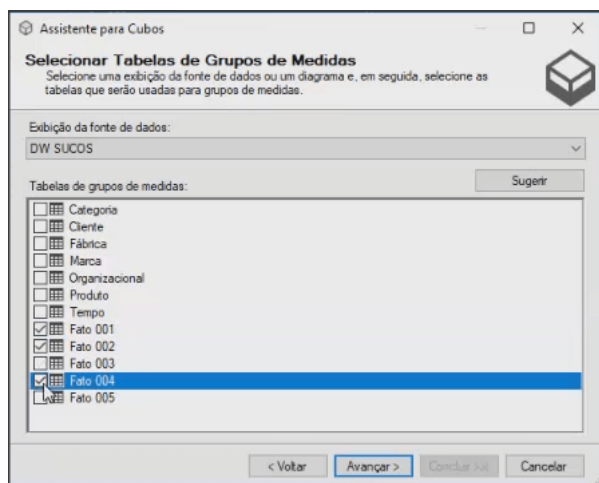 Assistente para Cubos
Selecionar Tabelas de Grupos de Medidas
Selecione uma exibição da fonte de dados ou um diagrama e, em seguida, selecione as
tabelas que serão usadas para grupos de medidas.
Exibição da fonte de dados:
DW SUCOS
Tabelas de grupos de medidas:
Sugerir
Categoria
Cliente
Fábrica
Marca
Organizacional
Produto
Tempo
Fato 001
Fato 002
Fato 003
Fato 004
Fato 005
< Voltar
Avançar >
Concluir >>|
Cancelar